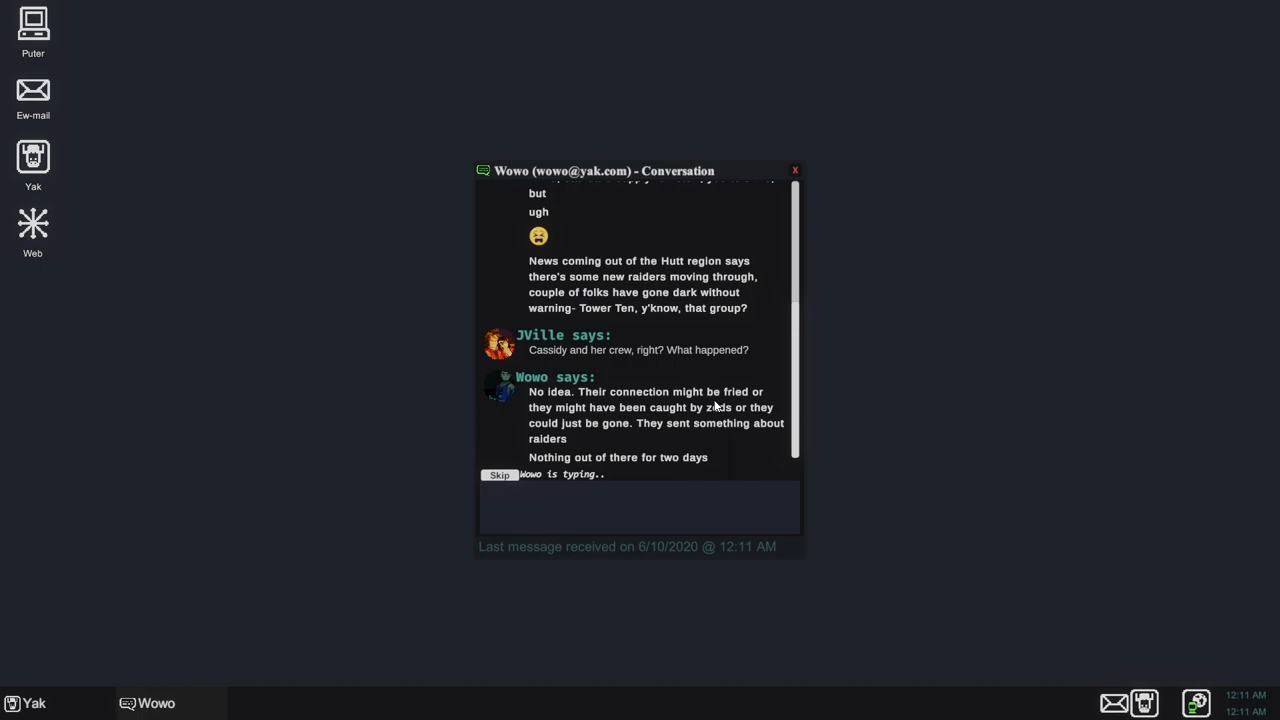 Puter
Ew-mail
Yak
Web
Wowo (wowo@yak.com) - Conversation
X
but
ugh
News coming out of the Hutt region says
there's some new raiders moving through,
couple of folks have gone dark without
warning- Tower Ten, y'know, that group?
JVille says:
Cassidy and her crew, right? What happened?
Wowo says:
No idea. Their connection might be fried or
they might have been caught by zeds or they
could just be gone. They sent something about
raiders
Nothing out of there for two days
Skip Wowo is typing..
Last message received on 6/10/2020 @ 12:11 AM
Yak
Wowo
12:11 AM
12:11 AM